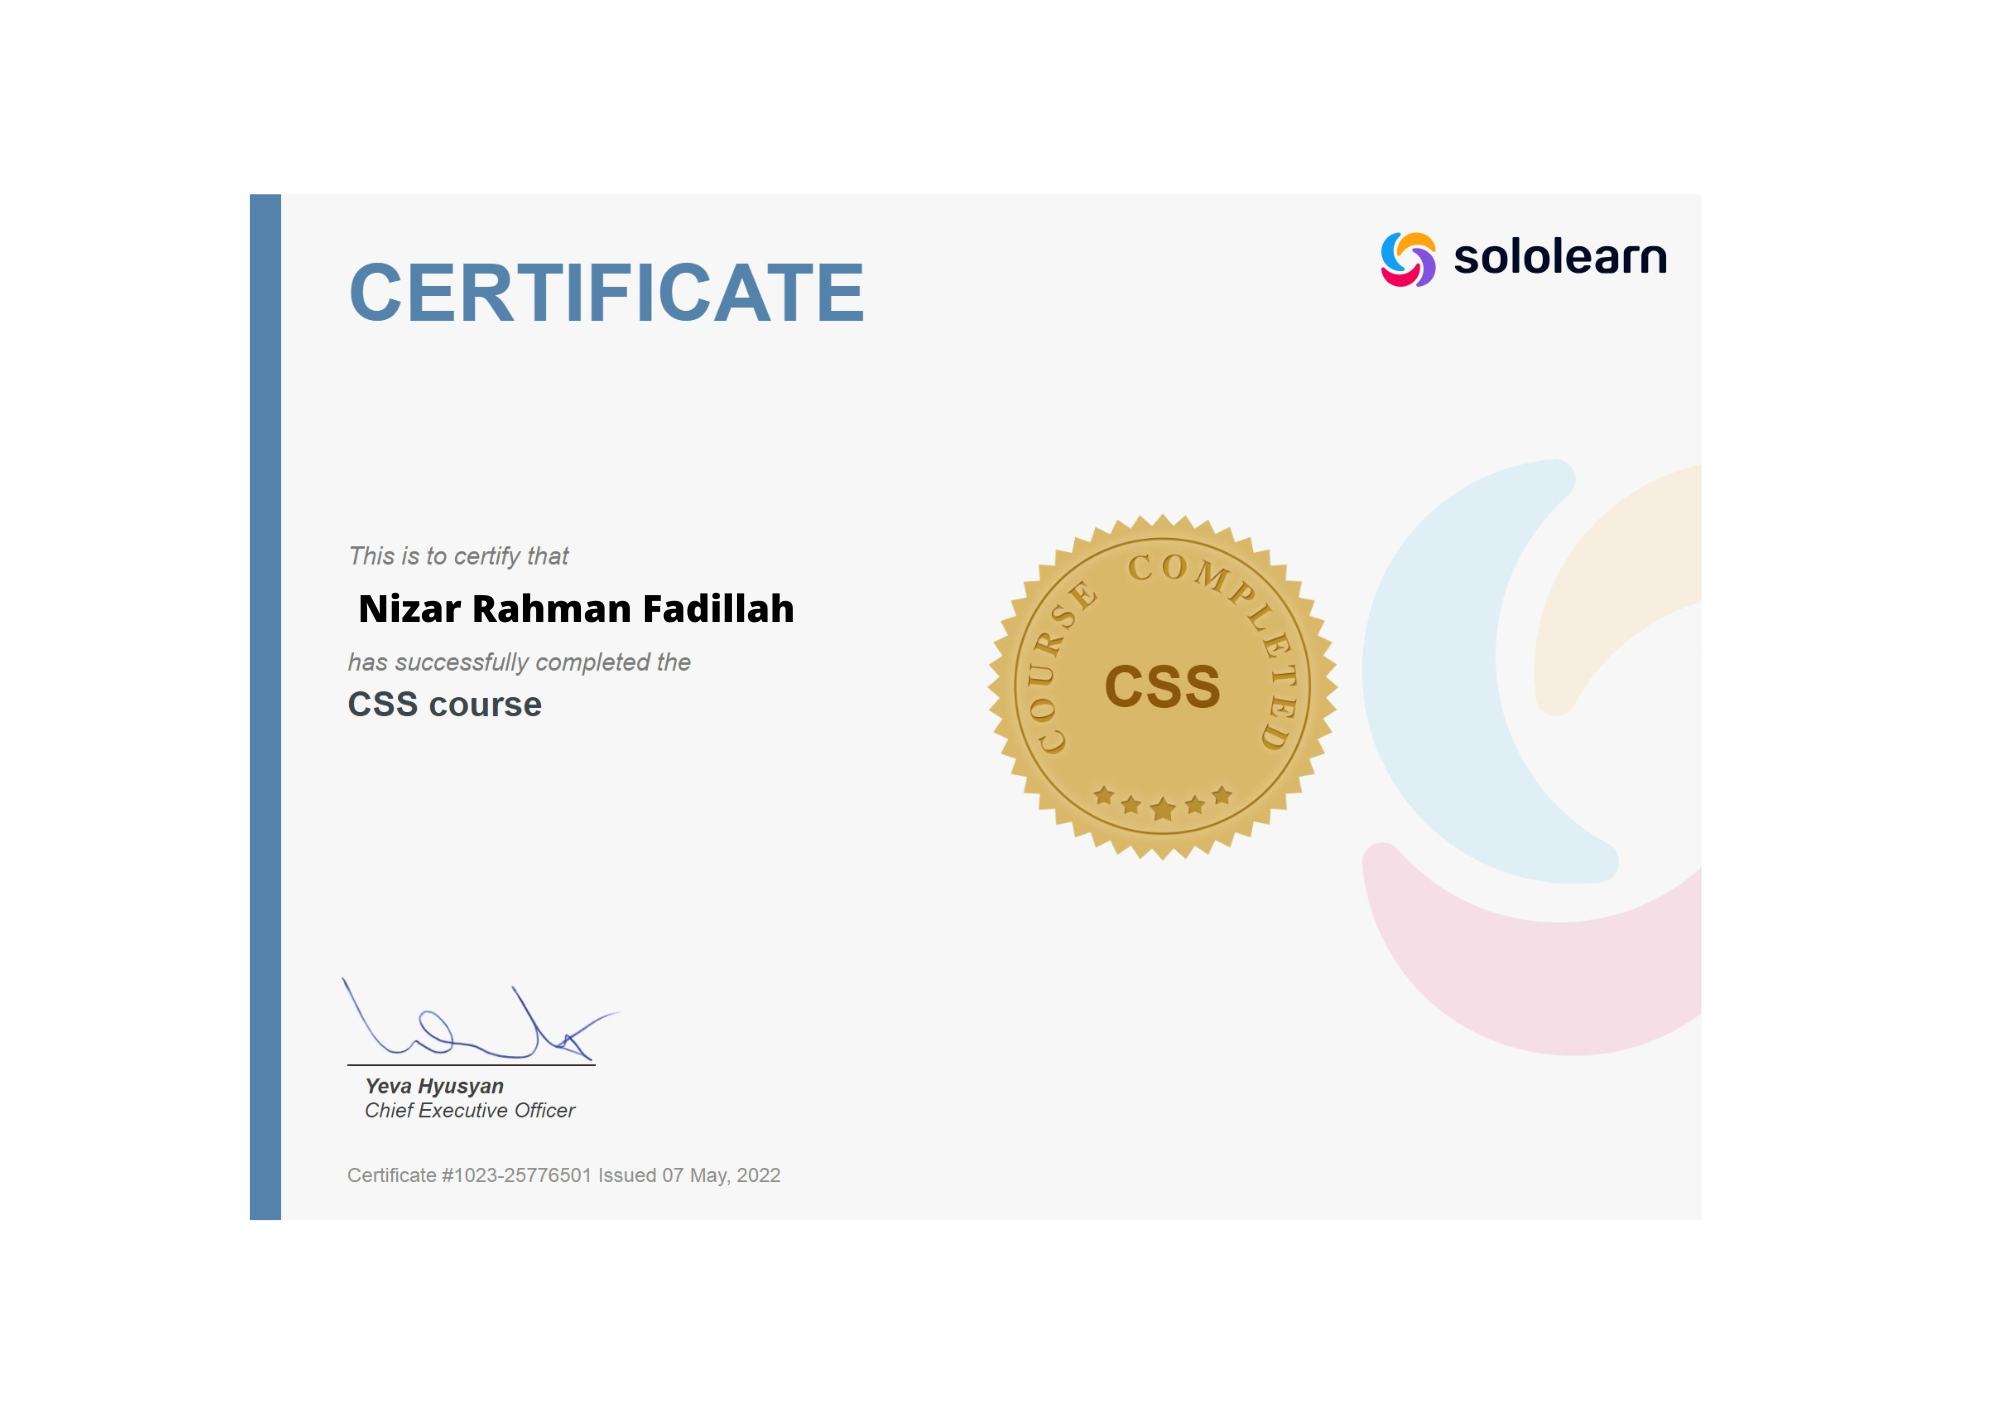 CERTIFICATE
sololearn
This is to certify that
Nizar Rahman Fadillah
has successfully completed the
CSS course
COURSE COMPLETED
CSS
Yeva Hyusyan
Chief Executive Officer
Certificate #1023-25776501 Issued 07 May, 2022